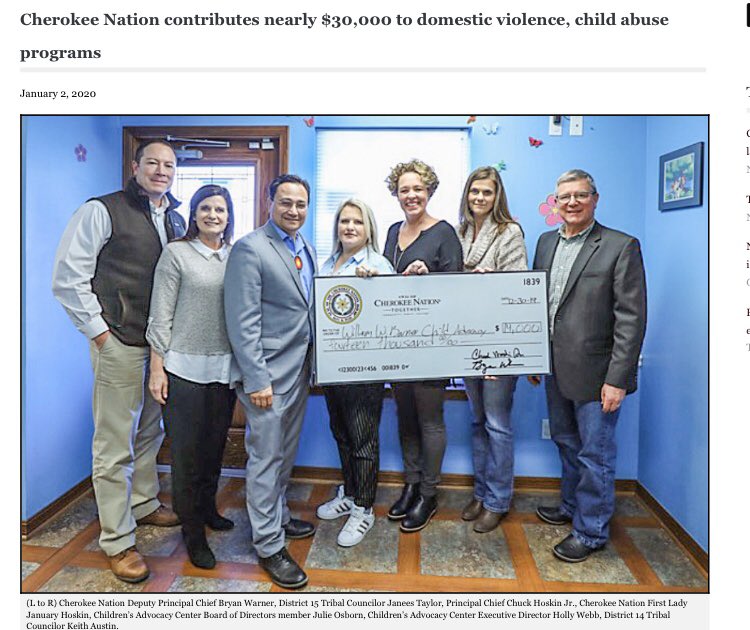 Cherokee Nation contributes nearly $30,000 to domestic violence, child abuse
programs
January 2, 2020
1839
CHEROKEE NATION®
TOGETHER
12-30-19
William W. Barnes Child Advocacy
$ 14,000
fourteen thousand
(L to R) Cherokee Nation Deputy Principal Chief Bryan Warner, District 15 Tribal Councilor Janees Taylor, Principal Chief Chuck Hoskin Jr., Cherokee Nation First Lady
January Hoskin, Children's Advocacy Center Board of Directors member Julie Osborn, Children's Advocacy Center Executive Director Holly Webb, District 14 Tribal
Councilor Keith Austin.